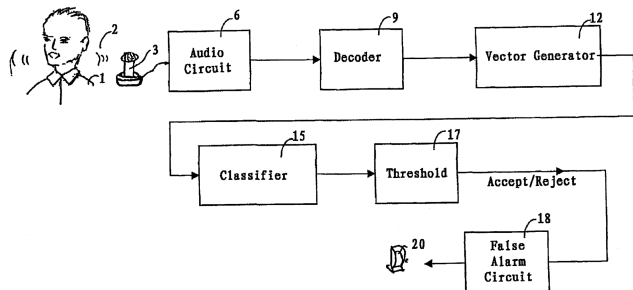 1
2
3
6
Audio
Circuit
9
Decoder
12
Vector Generator
15
Classifier
17
Threshold
Accept/Reject
18
False
Alarm
Circuit
20